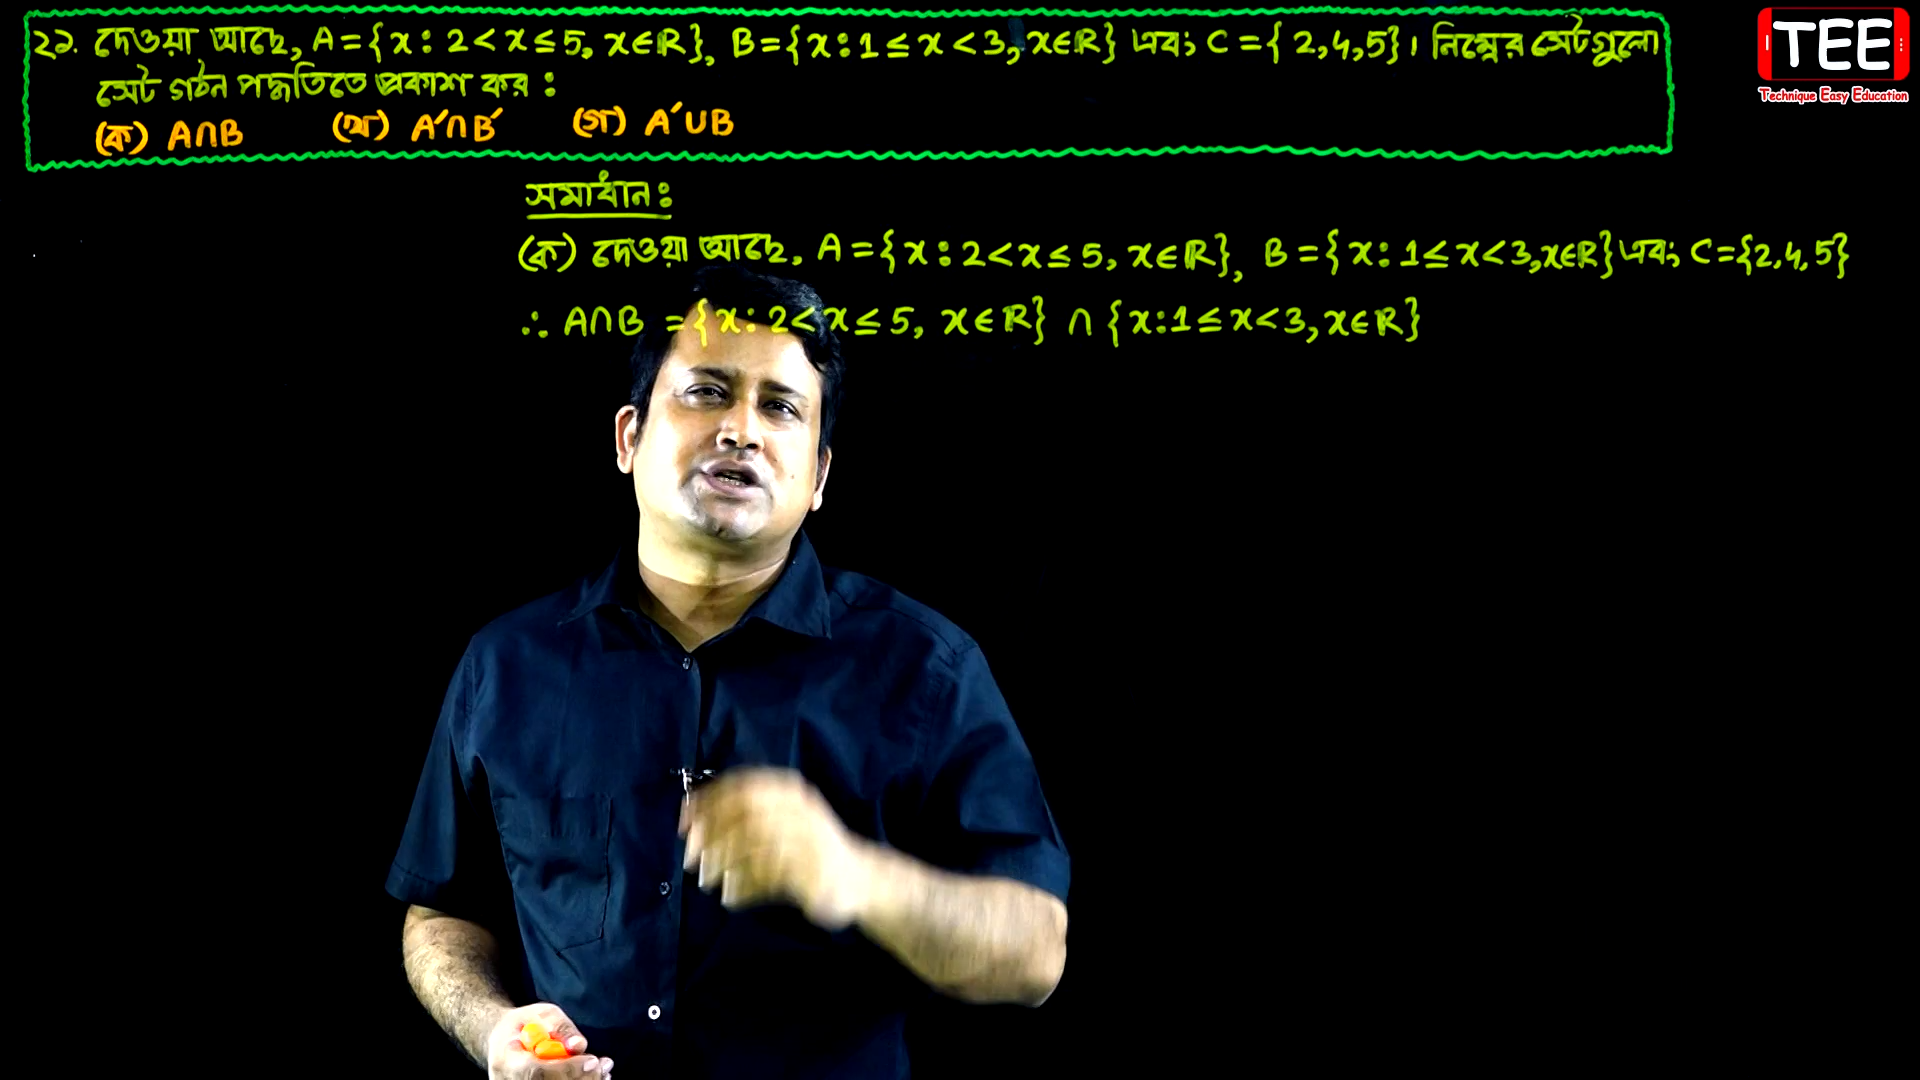 ২১. দেওয়া আছে, A={x: 2<x≤5, x∈ℝ}, B={x:1≤x<3, x∈ℝ} এবং C={2,4,5}। নিম্নের সেটগুলো
সেট গঠন পদ্ধতিতে প্রকাশ কর:
(ক) A∩B (খ) A′∩B′ (গ) A′∪B
সমাধান:
(ক) দেওয়া আছে, A={x: 2<x≤5, x∈ℝ}, B={x: 1≤x<3, x∈ℝ} এবং C={2,4,5}
∴ A∩B ={x: 2<x≤5, x∈ℝ} ∩ {x:1≤x<3, x∈ℝ}
TEE
Technique Easy Education